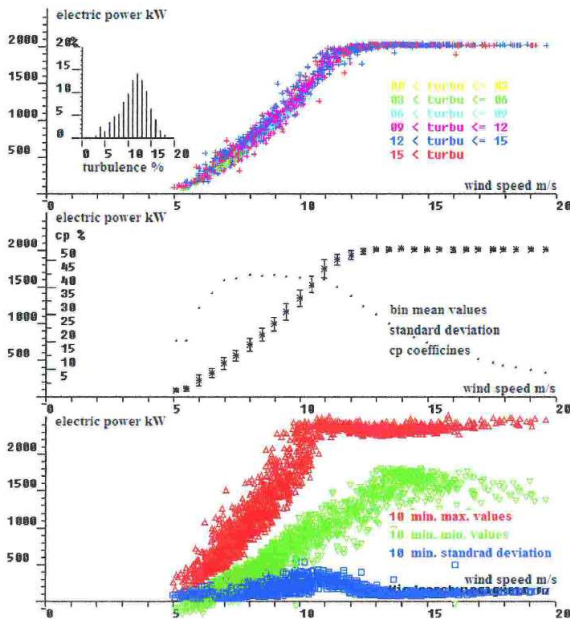 electric power kW
2000
1500
1000
500
20%
15
10
5
0
0 5 10 15 20
turbulence %
00 < turbu <= 03
03 < turbu <= 06
06 < turbu <= 09
09 < turbu <= 12
12 < turbu <= 15
15 < turbu
wind speed m/s
0 5 10 15 20
electric power kW
cp %
2000
1500
1000
500
50
45
40
35
30
25
20
15
10
5
bin mean values
standard deviation
cp coefficines
wind speed m/s
0 5 10 15 20
electric power kW
2000
1500
1000
500
0
10 min. max. values
10 min. min. values
10 min. standrad deviation
wind speed m/s
0 5 10 15 20